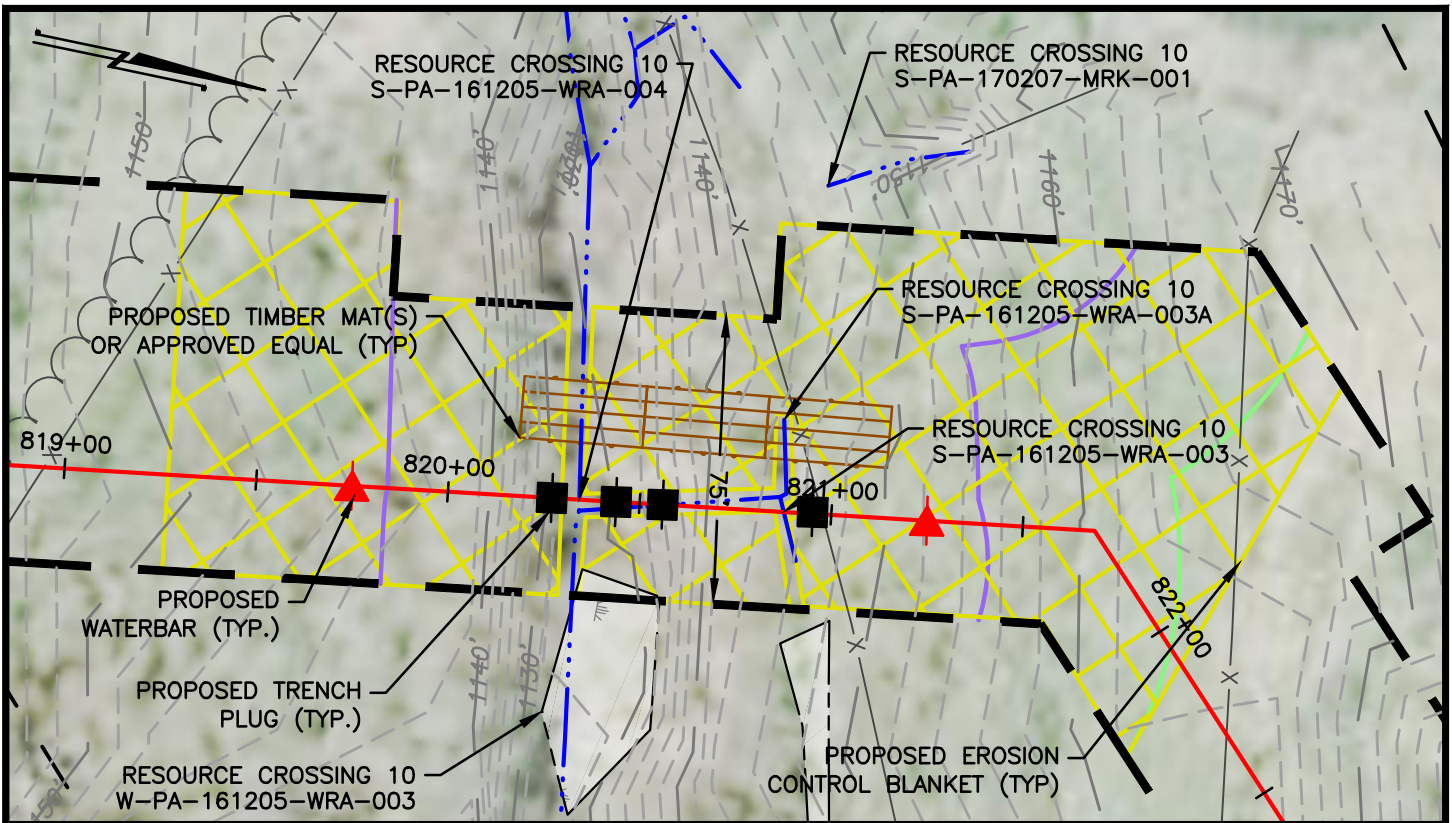 RESOURCE CROSSING 10
S-PA-161205-WRA-004
RESOURCE CROSSING 10
S-PA-170207-MRK-001
1150'
1140'
1140'
1150'
1160'
1170'
RESOURCE CROSSING 10
S-PA-161205-WRA-003A
PROPOSED TIMBER MAT(S)
OR APPROVED EQUAL (TYP)
RESOURCE CROSSING 10
S-PA-161205-WRA-003
819+00
820+00
821+00
75'
822+00
PROPOSED
WATERBAR (TYP.)
1140'
1130'
PROPOSED TRENCH
PLUG (TYP.)
PROPOSED EROSION
CONTROL BLANKET (TYP)
RESOURCE CROSSING 10
W-PA-161205-WRA-003
1150'